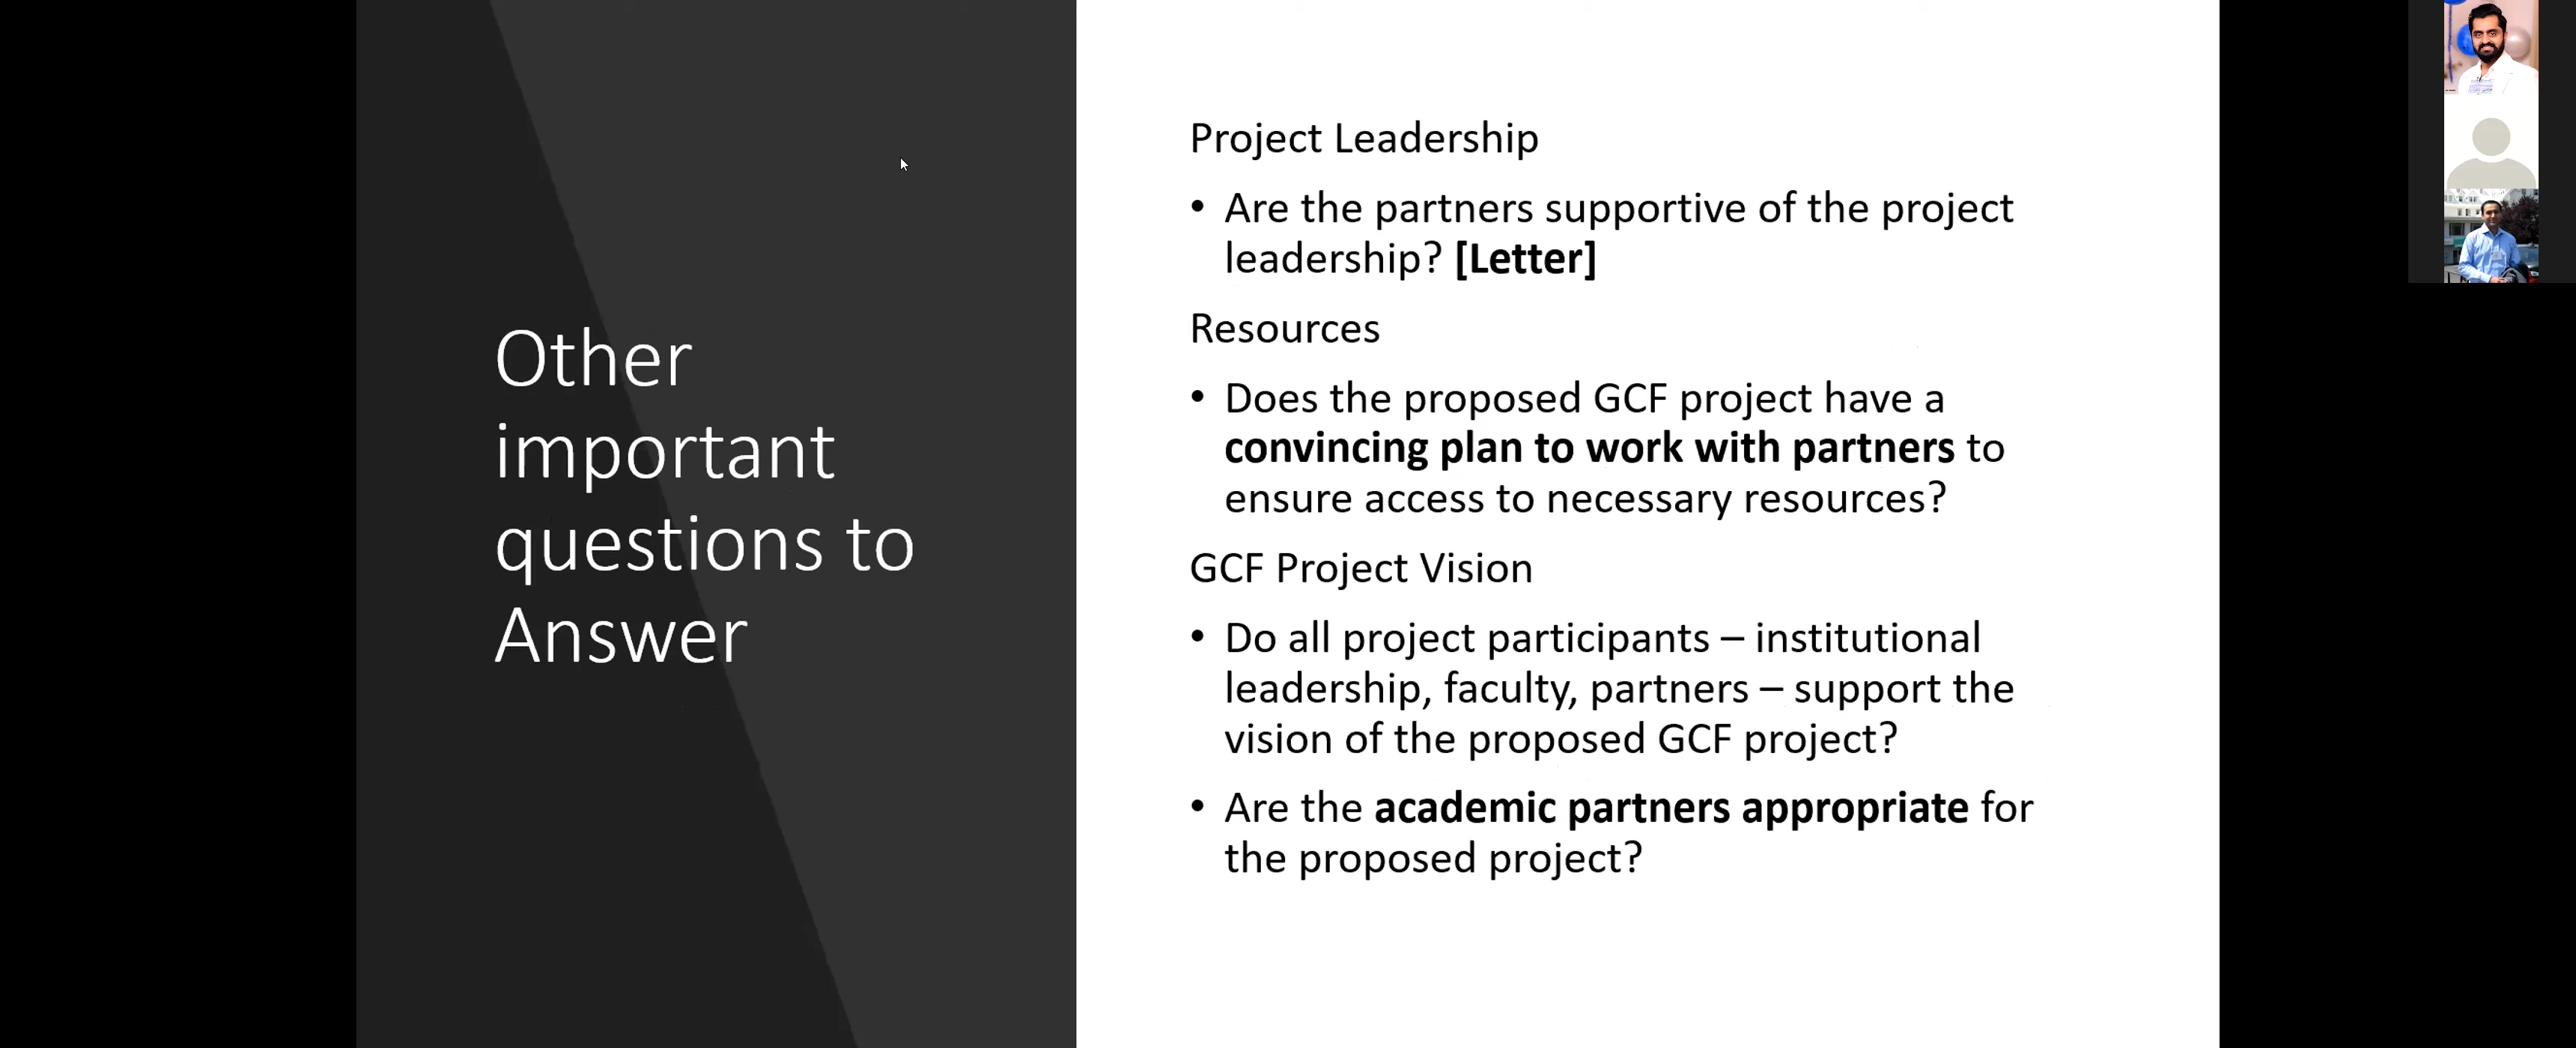 Other
important
questions to
Answer
Project Leadership
• Are the partners supportive of the project
leadership? [Letter]
Resources
• Does the proposed GCF project have a
convincing plan to work with partners to
ensure access to necessary resources?
GCF Project Vision
• Do all project participants – institutional
leadership, faculty, partners – support the
vision of the proposed GCF project?
• Are the academic partners appropriate for
the proposed project?